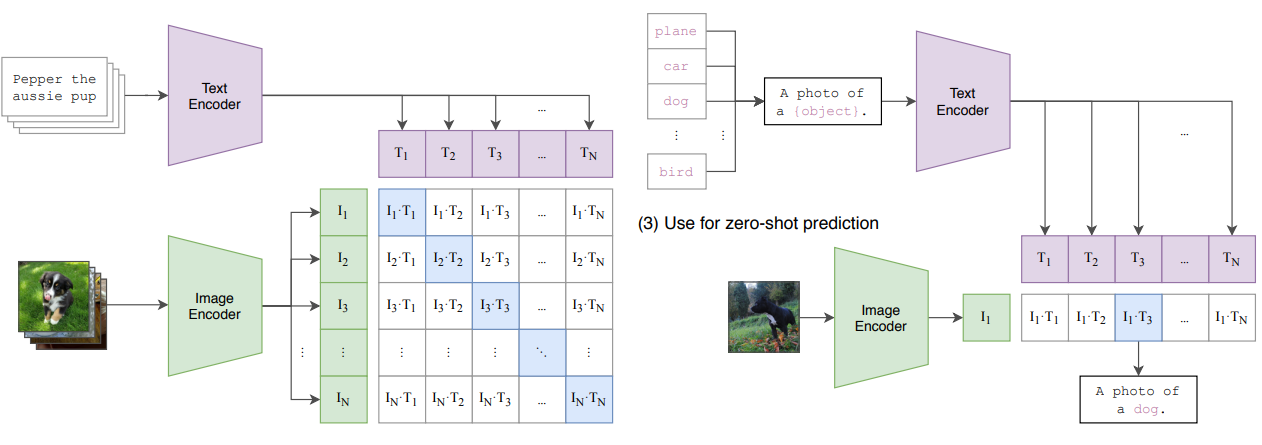 Pepper the
aussie pup
Text
Encoder
...
T1 T2 T3 ... TN
I1 I1·T1 I1·T2 I1·T3 ... I1·TN
I2 I2·T1 I2·T2 I2·T3 ... I2·TN
I3 I3·T1 I3·T2 I3·T3 ... I3·TN
⋮ ⋮ ⋮ ⋮ ⋮ ⋱ ⋮
IN IN·T1 IN·T2 IN·T3 ... IN·TN
Image
Encoder
plane
car
dog
⋮ ⋮
bird
A photo of
a {object}.
Text
Encoder
...
(3) Use for zero-shot prediction
T1 T2 T3 ... TN
Image
Encoder
I1 I1·T1 I1·T2 I1·T3 ... I1·TN
A photo of
a dog.